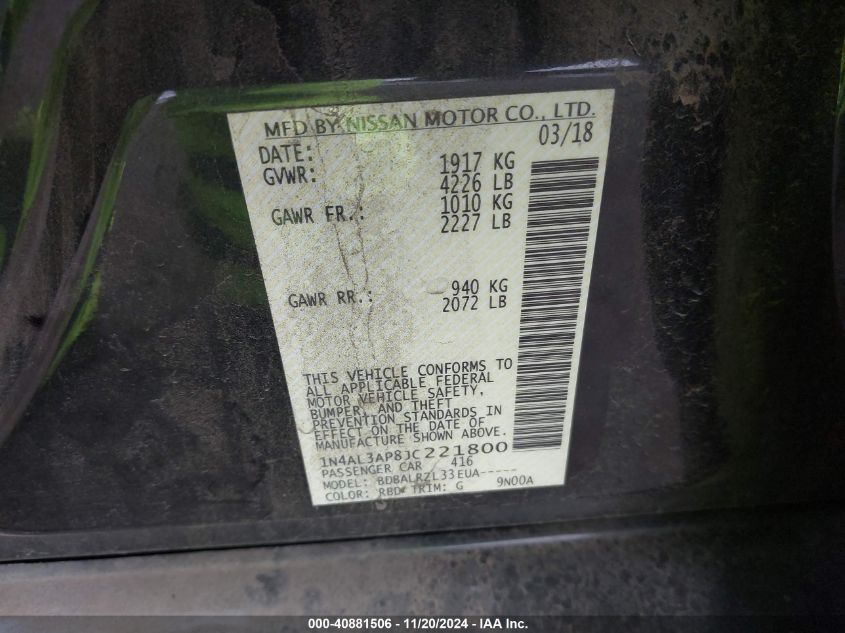 MFD BY NISSAN MOTOR CO., LTD.
DATE: 03/18
GVWR: 1917 KG
4226 LB
GAWR FR.: 1010 KG
2227 LB
GAWR RR.: 940 KG
2072 LB
THIS VEHICLE CONFORMS TO
ALL APPLICABLE FEDERAL
MOTOR VEHICLE SAFETY,
BUMPER, AND THEFT
PREVENTION STANDARDS IN
EFFECT ON THE DATE OF
MANUFACTURE SHOWN ABOVE.
1N4AL3AP8JC221800
PASSENGER CAR 416
MODEL: BDBALRZL33EUA-----
COLOR: RBD TRIM: G 9N00A
000-40881506 - 11/20/2024 - IAA Inc.